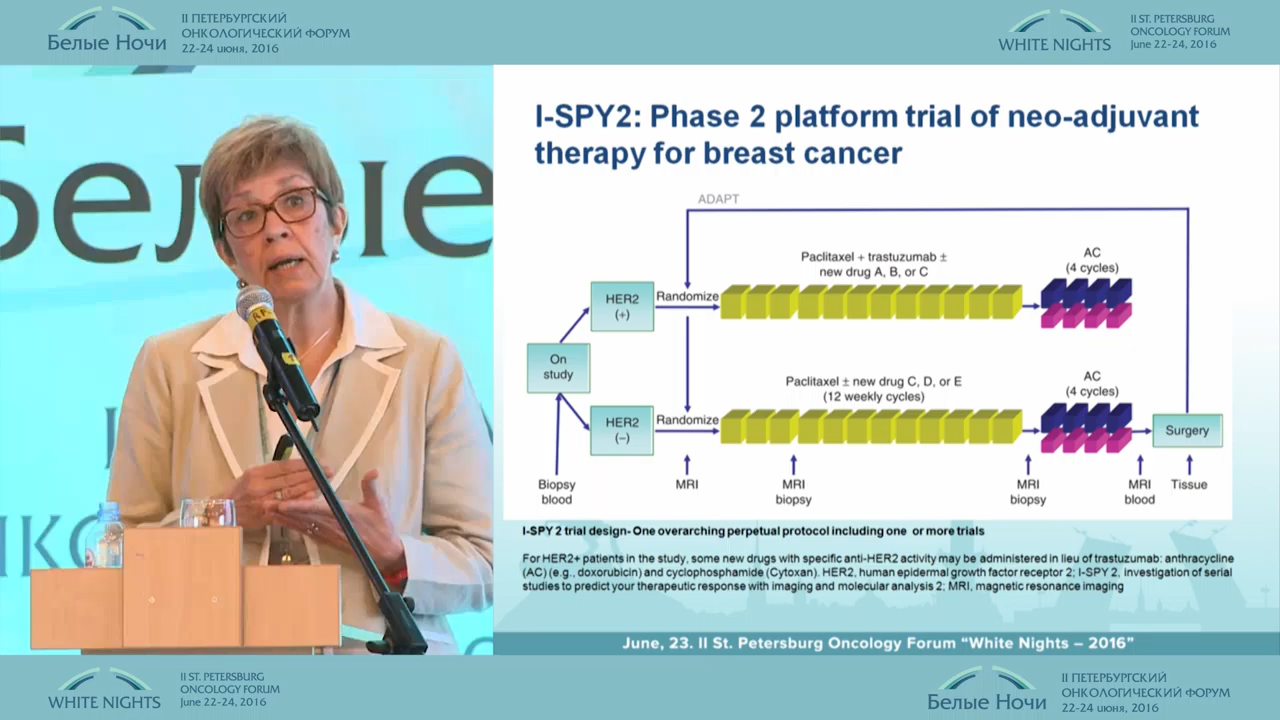 Белые Ночи
II ПЕТЕРБУРГСКИЙ
ОНКОЛОГИЧЕСКИЙ ФОРУМ
22-24 июня, 2016
WHITE NIGHTS
II ST. PETERSBURG
ONCOLOGY FORUM
June 22-24, 2016
Белые
I-SPY2: Phase 2 platform trial of neo-adjuvant
therapy for breast cancer
ADAPT
Paclitaxel + trastuzumab ±
new drug A, B, or C
AC
(4 cycles)
HER2
(+)
Randomize
On
study
Paclitaxel ± new drug C, D, or E
(12 weekly cycles)
AC
(4 cycles)
HER2
(–)
Randomize
Surgery
Biopsy
blood
MRI
MRI
biopsy
MRI
biopsy
MRI
blood
Tissue
I-SPY 2 trial design- One overarching perpetual protocol including one or more trials
For HER2+ patients in the study, some new drugs with specific anti-HER2 activity may be administered in lieu of trastuzumab: anthracycline
(AC) (e.g., doxorubicin) and cyclophosphamide (Cytoxan). HER2, human epidermal growth factor receptor 2; I-SPY 2, investigation of serial
studies to predict your therapeutic response with imaging and molecular analysis 2; MRI, magnetic resonance imaging
June, 23. II St. Petersburg Oncology Forum “White Nights – 2016”
WHITE NIGHTS
II ST. PETERSBURG
ONCOLOGY FORUM
June 22-24, 2016
Белые Ночи
II ПЕТЕРБУРГСКИЙ
ОНКОЛОГИЧЕСКИЙ ФОРУМ
22-24 июня, 2016